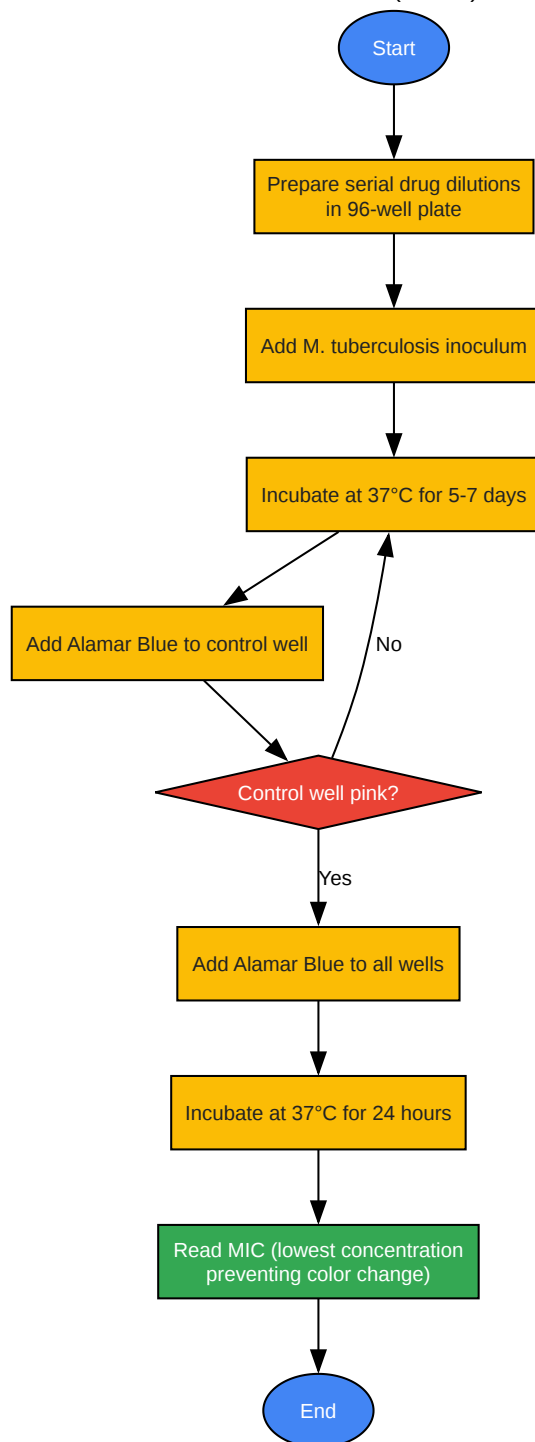 Start
Prepare serial drug dilutions
in 96-well plate
Add M. tuberculosis inoculum
Incubate at 37°C for 5-7 days
Add Alamar Blue to control well
No
Control well pink?
Yes
Add Alamar Blue to all wells
Incubate at 37°C for 24 hours
Read MIC (lowest concentration
preventing color change)
End